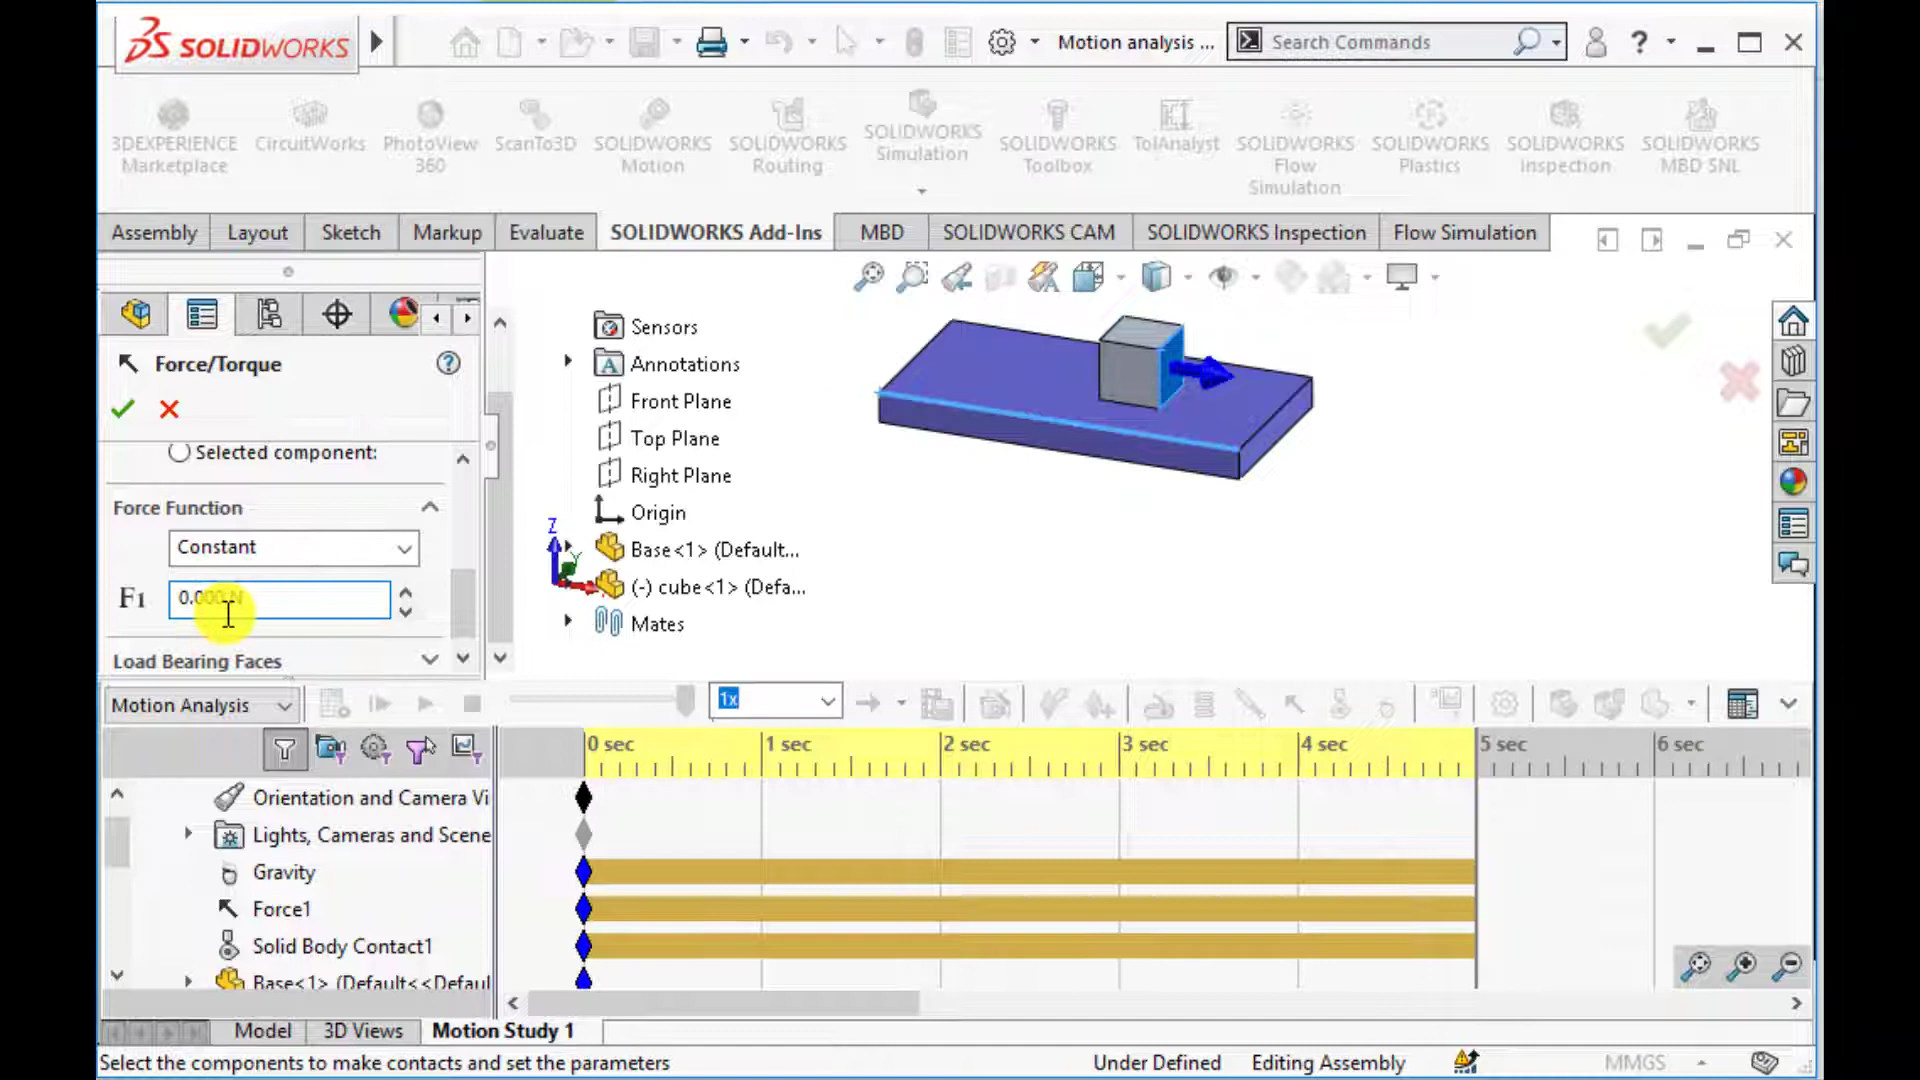 SOLIDWORKS
Motion analysis ...
Search Commands
?
3DEXPERIENCE
Marketplace
CircuitWorks
PhotoView
360
ScanTo3D
SOLIDWORKS
Motion
SOLIDWORKS
Routing
SOLIDWORKS
Simulation
SOLIDWORKS
Toolbox
TolAnalyst
SOLIDWORKS
Flow
Simulation
SOLIDWORKS
Plastics
SOLIDWORKS
Inspection
SOLIDWORKS
MBD SNL
Assembly
Layout
Sketch
Markup
Evaluate
SOLIDWORKS Add-Ins
MBD
SOLIDWORKS CAM
SOLIDWORKS Inspection
Flow Simulation
Force/Torque
?
Selected component:
Force Function
Constant
F1
0.000 N
Load Bearing Faces
Sensors
A Annotations
Front Plane
Top Plane
Right Plane
Origin
Base<1> (Default...
(-) cube<1> (Defa...
Mates
Z
Y
Motion Analysis
1x
0 sec
1 sec
2 sec
3 sec
4 sec
5 sec
6 sec
Orientation and Camera Vi
Lights, Cameras and Scene
Gravity
Force1
Solid Body Contact1
Base<1> (Default<<Defaul
Model
3D Views
Motion Study 1
Select the components to make contacts and set the parameters
Under Defined
Editing Assembly
MMGS